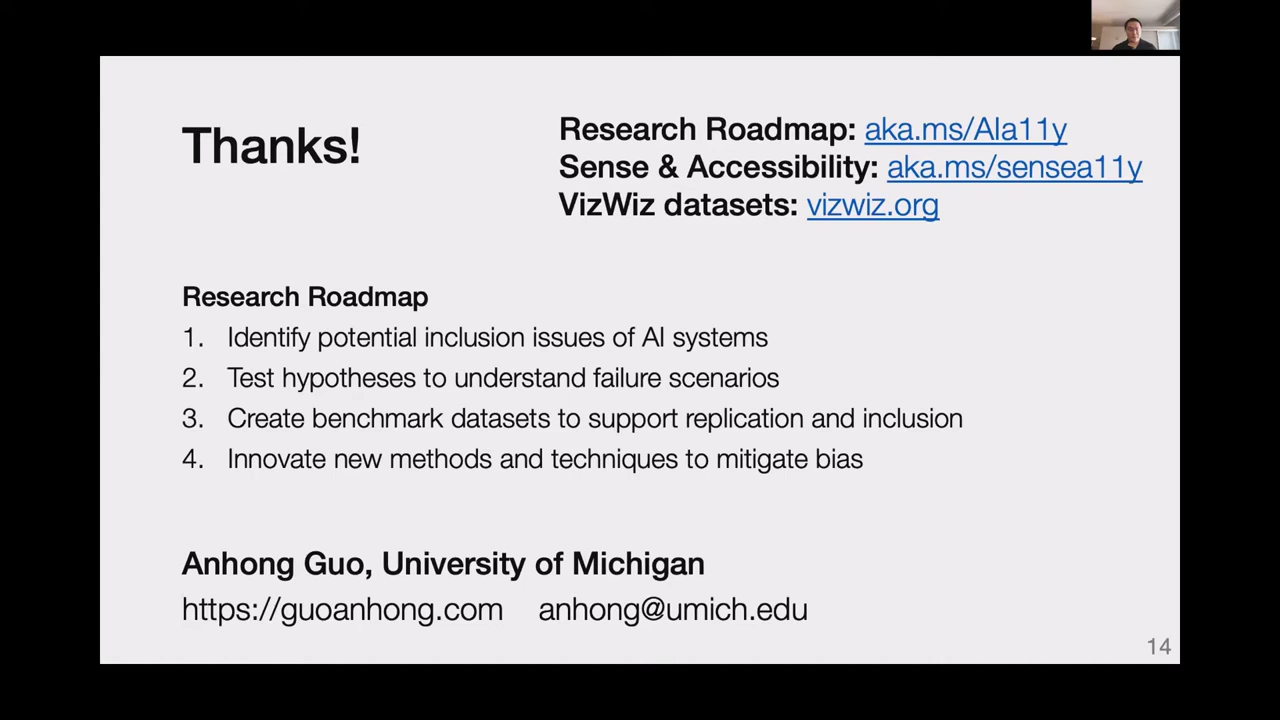 Thanks!
Research Roadmap: aka.ms/AIa11y
Sense & Accessibility: aka.ms/sensea11y
VizWiz datasets: vizwiz.org
Research Roadmap
1. Identify potential inclusion issues of AI systems
2. Test hypotheses to understand failure scenarios
3. Create benchmark datasets to support replication and inclusion
4. Innovate new methods and techniques to mitigate bias
Anhong Guo, University of Michigan
https://guoanhong.com anhong@umich.edu
14